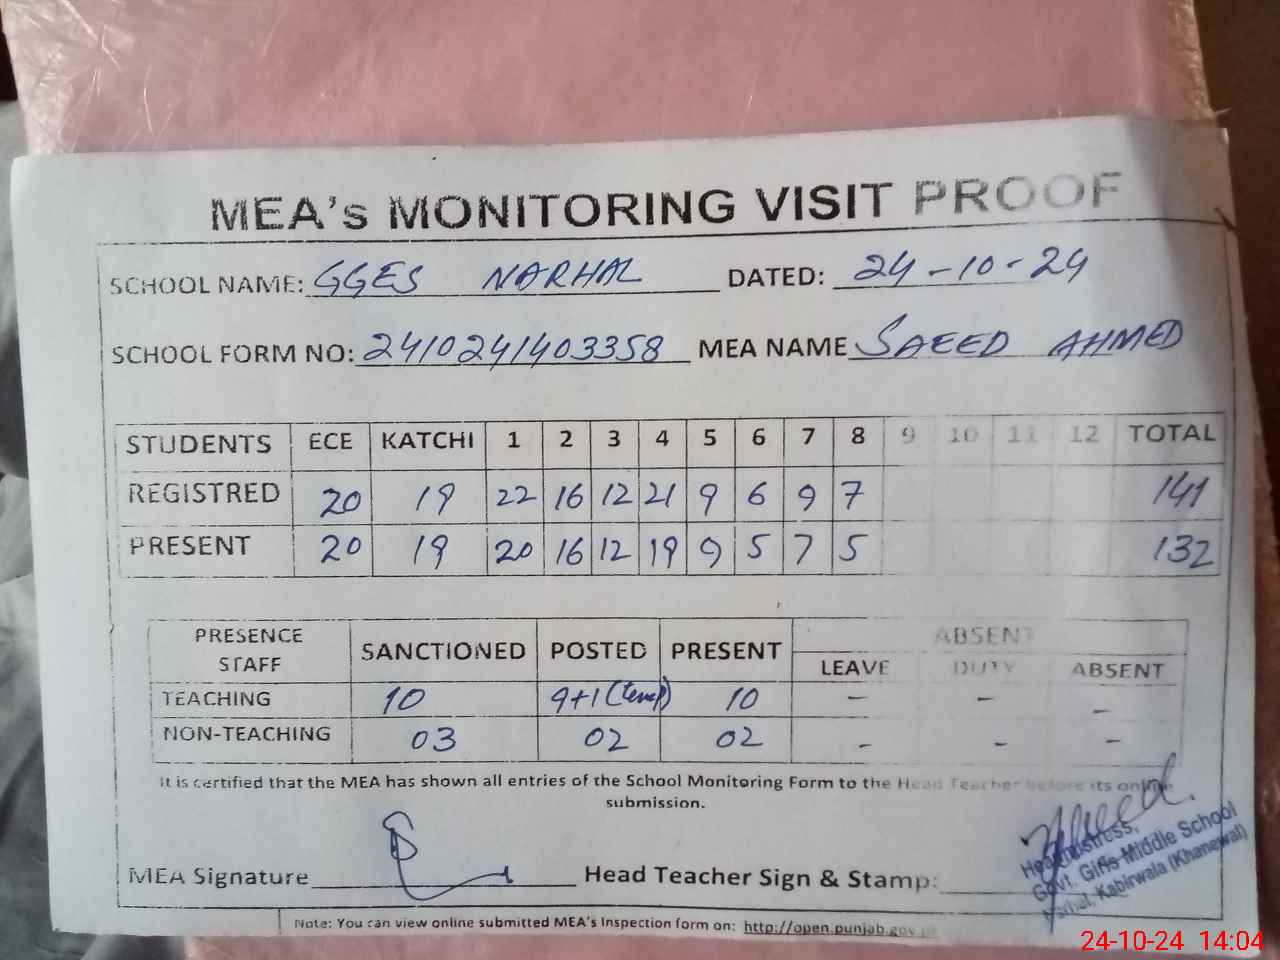 MEA's MONITORING VISIT PROOF
SCHOOL NAME: GGES NARHAL DATED: 24-10-24
SCHOOL FORM NO: 2410241403358 MEA NAME SAEED AHMED
STUDENTS ECE KATCHI 1 2 3 4 5 6 7 8 9 10 11 12 TOTAL
REGISTRED 20 19 22 16 12 21 9 6 9 7 141
PRESENT 20 19 20 16 12 19 9 5 7 5 132
PRESENCE STAFF SANCTIONED POSTED PRESENT ABSENT
LEAVE DUTY ABSENT
TEACHING 10 9+1 (temp) 10 - - -
NON-TEACHING 03 02 02 - - -
It is certified that the MEA has shown all entries of the School Monitoring Form to the Head Teacher before its online
submission.
MEA Signature Head Teacher Sign & Stamp:
Headmistress,
Govt. Girls Middle School
Narhal, Kabirwala (Khanewal)
Note: You can view online submitted MEA's Inspection form on: http://open.punjab.gov.
24-10-24 14:04